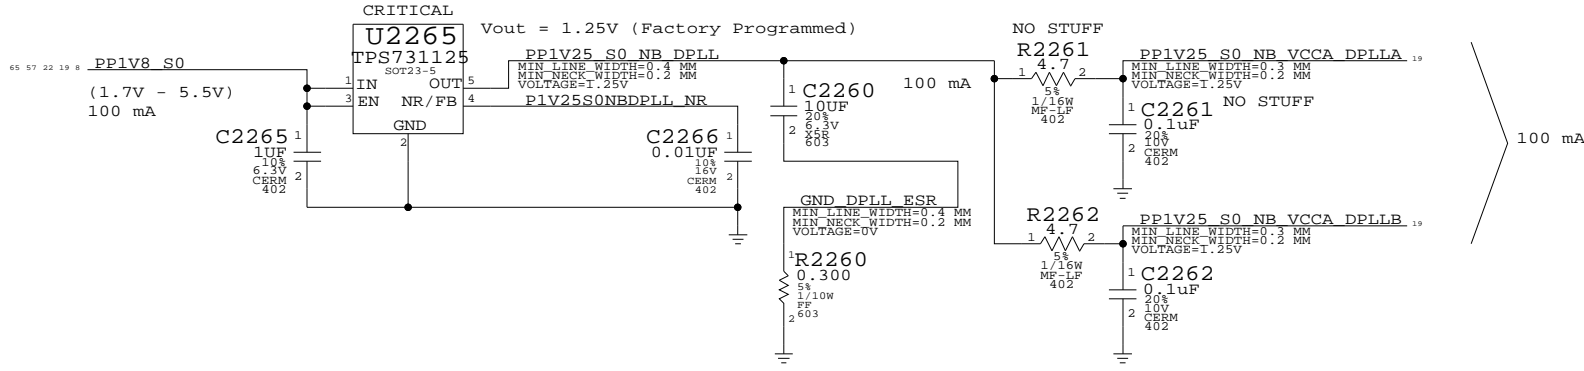 CRITICAL
U2265
TPS731125
SOT23-5
Vout = 1.25V (Factory Programmed)
65 57 22 19 8 PP1V8_S0
(1.7V - 5.5V)
100 mA
1 IN
3 EN
OUT 5
NR/FB 4
GND
2
PP1V25_S0_NB_DPLL
MIN_LINE_WIDTH=0.4 MM
MIN_NECK_WIDTH=0.2 MM
VOLTAGE=1.25V
P1V25S0NBDPLL_NR
C2265 1
1UF
10%
6.3V 2
CERM
402
C2266 1
0.01UF
10%
16V 2
CERM
402
1 C2260
10UF
20%
2 6.3V
X5R
603
100 mA
GND_DPLL_ESR
MIN_LINE_WIDTH=0.4 MM
MIN_NECK_WIDTH=0.2 MM
VOLTAGE=0V
1 R2260
0.300
5%
1/10W
FF
2 603
NO STUFF
R2261
1 4.7 2
5%
1/16W
MF-LF
402
PP1V25_S0_NB_VCCA_DPLLA 19
MIN_LINE_WIDTH=0.3 MM
MIN_NECK_WIDTH=0.2 MM
VOLTAGE=1.25V
NO STUFF
1 C2261
0.1uF
20%
2 10V
CERM
402
R2262
1 4.7 2
5%
1/16W
MF-LF
402
PP1V25_S0_NB_VCCA_DPLLB 19
MIN_LINE_WIDTH=0.3 MM
MIN_NECK_WIDTH=0.2 MM
VOLTAGE=1.25V
1 C2262
0.1uF
20%
2 10V
CERM
402
100 mA